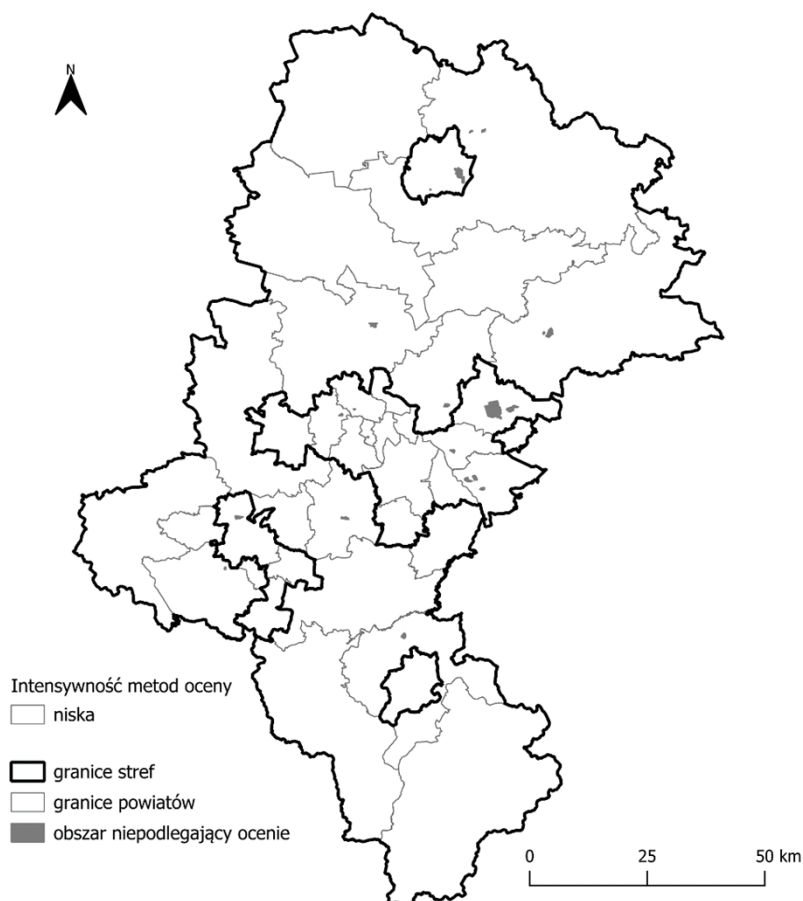 N
Intensywność metod oceny
niska
granice stref
granice powiatów
obszar niepodlegający ocenie
0 25 50 km